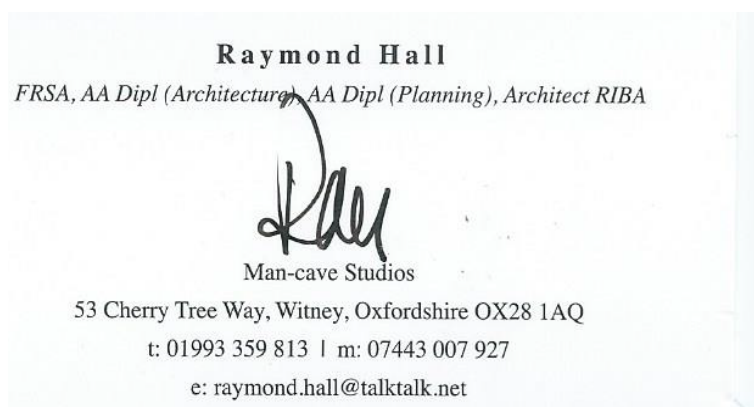 Raymond Hall
FRSA, AA Dipl (Architecture), AA Dipl (Planning), Architect RIBA
Ray
Man-cave Studios
53 Cherry Tree Way, Witney, Oxfordshire OX28 1AQ
t: 01993 359 813 | m: 07443 007 927
e: raymond.hall@talktalk.net